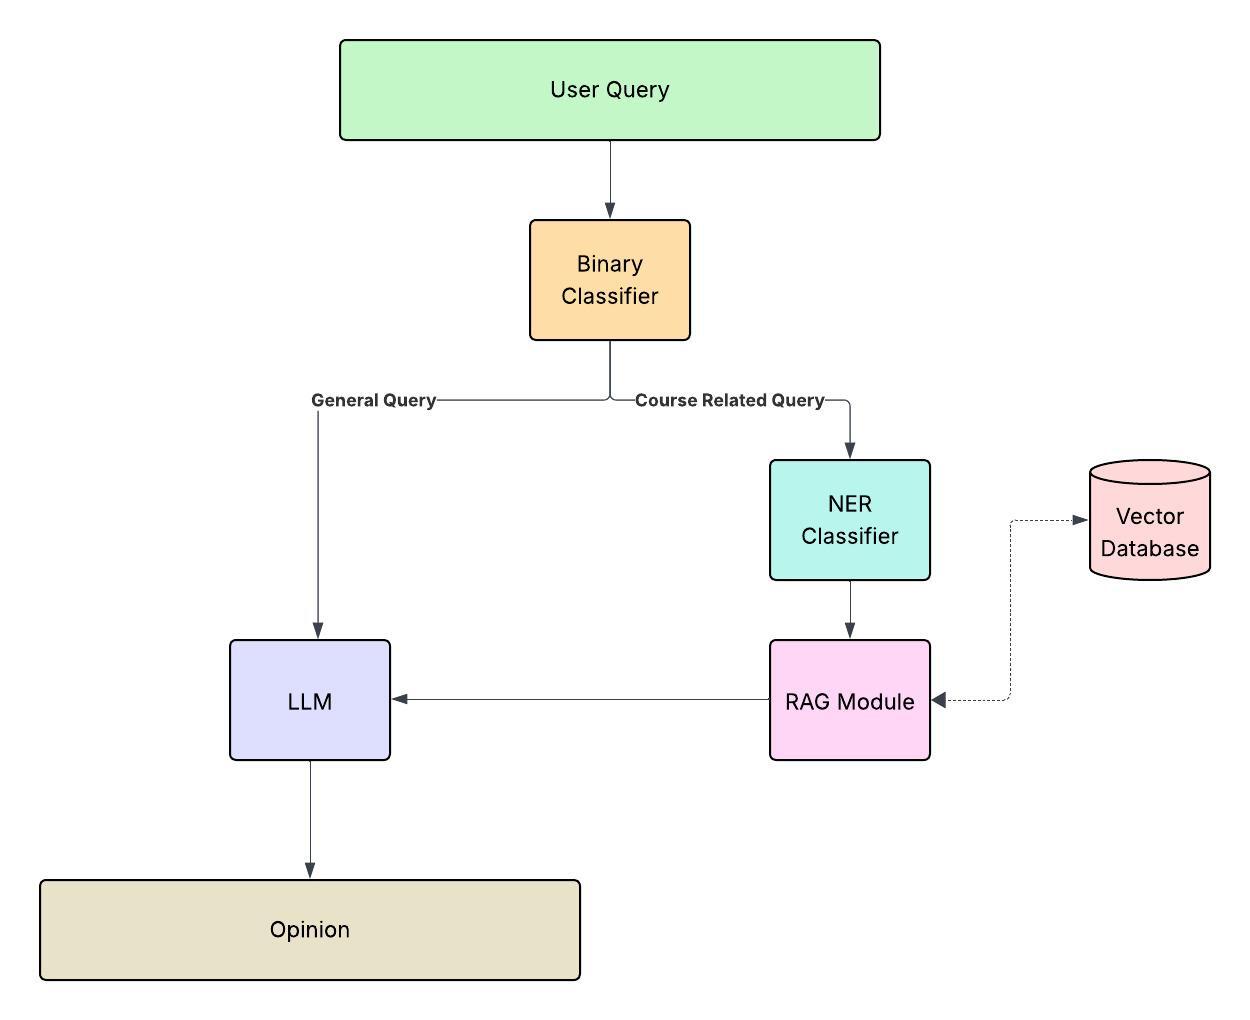 User Query
Binary
Classifier
General Query
Course Related Query
NER
Classifier
Vector
Database
LLM
RAG Module
Opinion